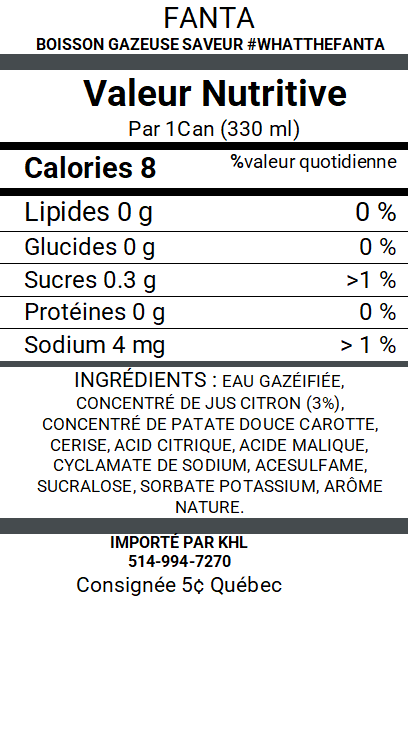 FANTA
BOISSON GAZEUSE SAVEUR #WHATTHEFANTA
Valeur Nutritive
Par 1Can (330 ml)
Calories 8 %valeur quotidienne
Lipides 0 g 0 %
Glucides 0 g 0 %
Sucres 0.3 g >1 %
Protéines 0 g 0 %
Sodium 4 mg > 1 %
INGRÉDIENTS : EAU GAZÉIFIÉE,
CONCENTRÉ DE JUS CITRON (3%),
CONCENTRÉ DE PATATE DOUCE CAROTTE,
CERISE, ACID CITRIQUE, ACIDE MALIQUE,
CYCLAMATE DE SODIUM, ACESULFAME,
SUCRALOSE, SORBATE POTASSIUM, ARÔME
NATURE.
IMPORTÉ PAR KHL
514-994-7270
Consignée 5¢ Québec